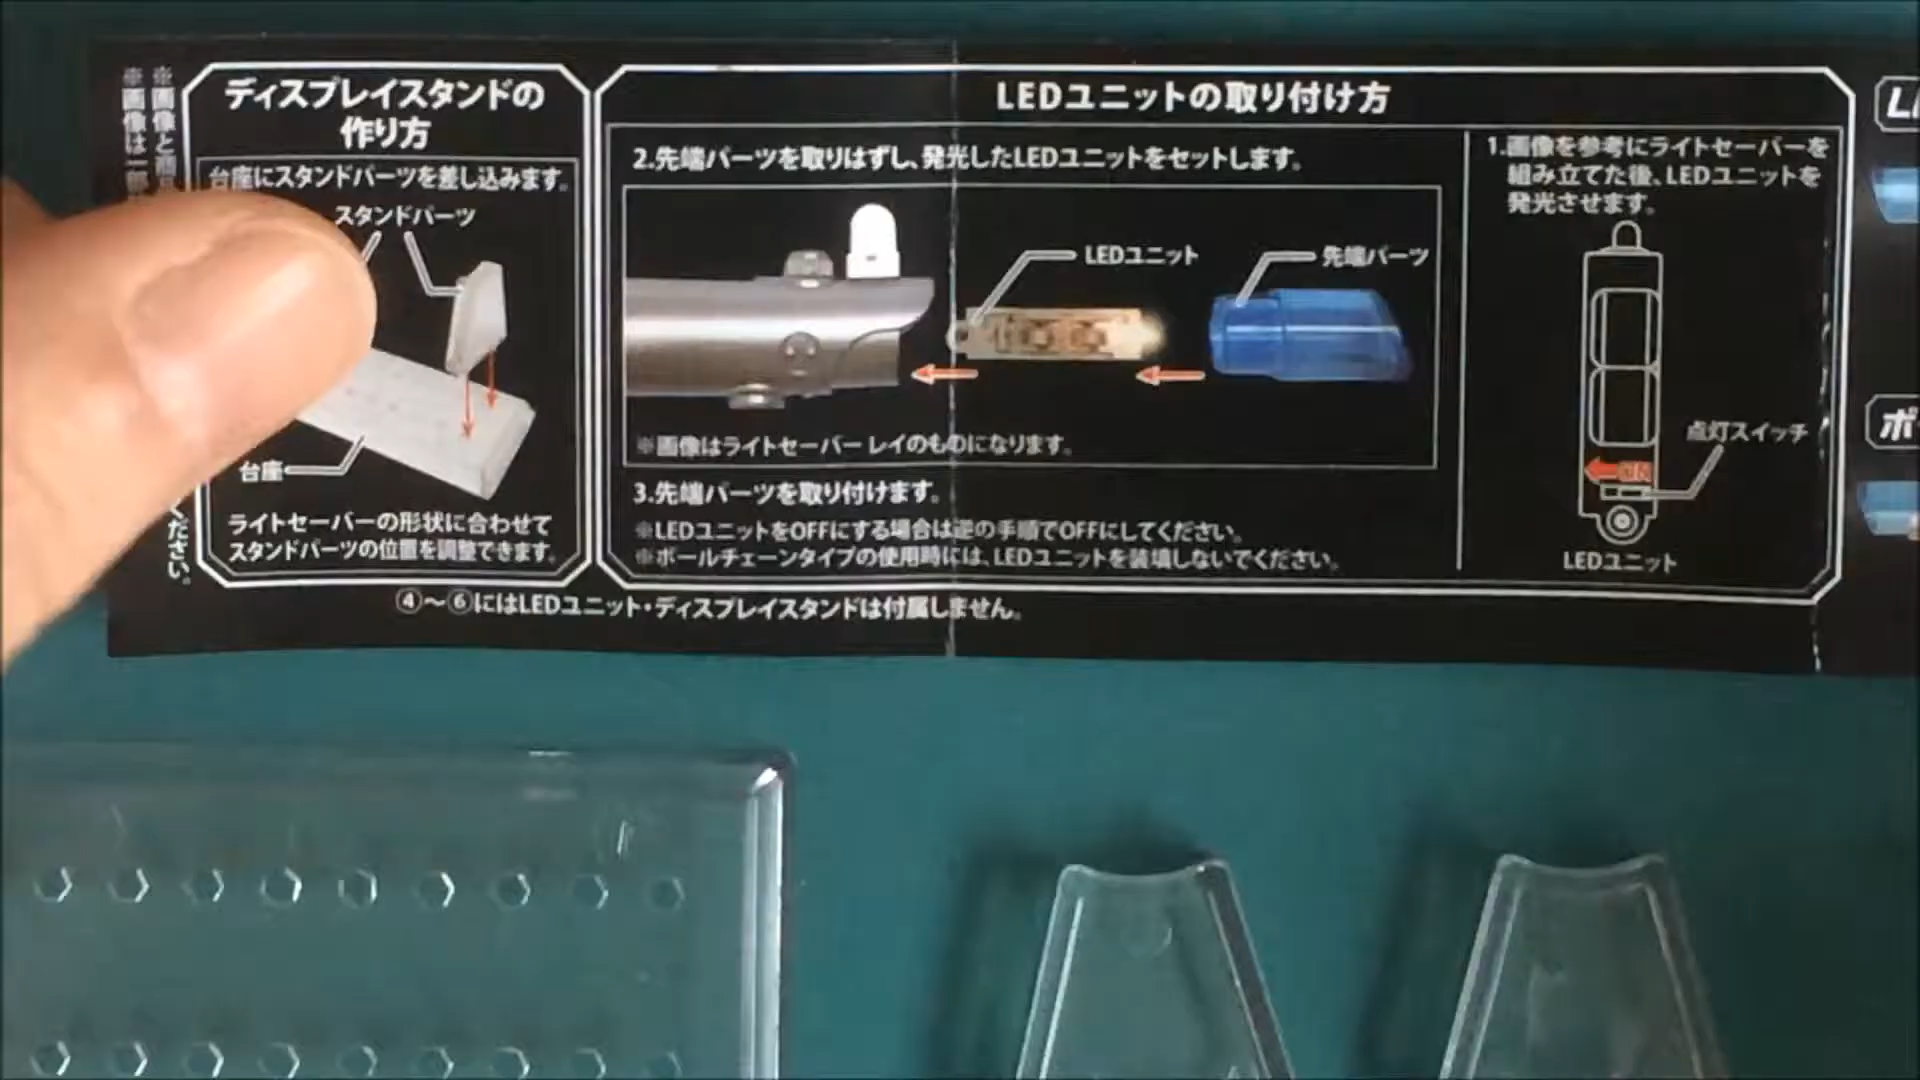 ※画像と商品
※画像は一部
ください。
ディスプレイスタンドの
作り方
台座にスタンドパーツを差し込みます。
スタンドパーツ
台座
ライトセーバーの形状に合わせて
スタンドパーツの位置を調整できます。
LEDユニットの取り付け方
1.画像を参考にライトセーバーを
組み立てた後、LEDユニットを
発光させます。
点灯スイッチ
ON
LEDユニット
2.先端パーツを取りはずし、発光したLEDユニットをセットします。
LEDユニット
先端パーツ
※画像はライトセーバー レイのものになります。
3.先端パーツを取り付けます。
※LEDユニットをOFFにする場合は逆の手順でOFFにしてください。
※ボールチェーンタイプの使用時には、LEDユニットを装填しないでください。
④～⑥にはLEDユニット・ディスプレイスタンドは付属しません。